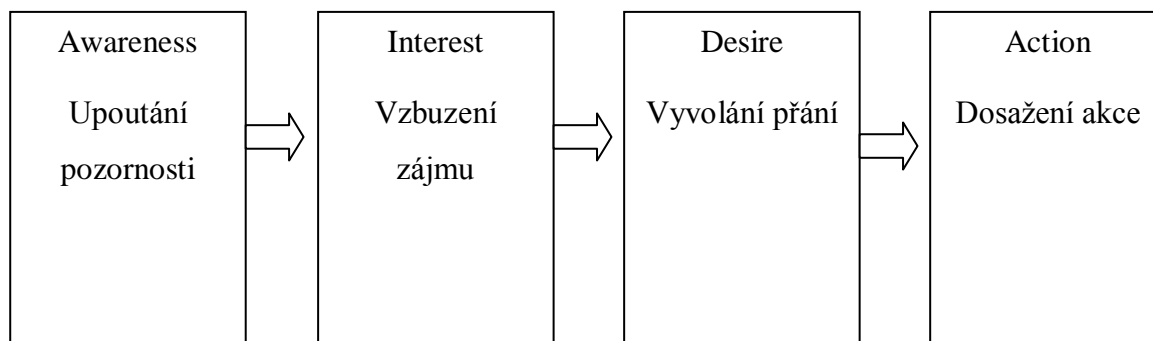 Awareness
Upoutání
pozornosti
Interest
Vzbuzení
zájmu
Desire
Vyvolání přání
Action
Dosažení akce